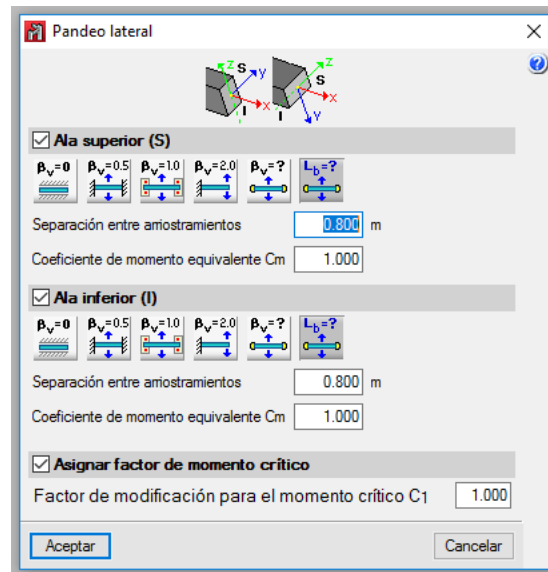 Pandeo lateral
z S y x I
z S x I y
Ala superior (S)
βv=0 βv=0.5 βv=1.0 βv=2.0 βv=? Lb=?
Separación entre arriostramientos 0.800 m
Coeficiente de momento equivalente Cm 1.000
Ala inferior (I)
βv=0 βv=0.5 βv=1.0 βv=2.0 βv=? Lb=?
Separación entre arriostramientos 0.800 m
Coeficiente de momento equivalente Cm 1.000
Asignar factor de momento crítico
Factor de modificación para el momento crítico C1 1.000
Aceptar Cancelar